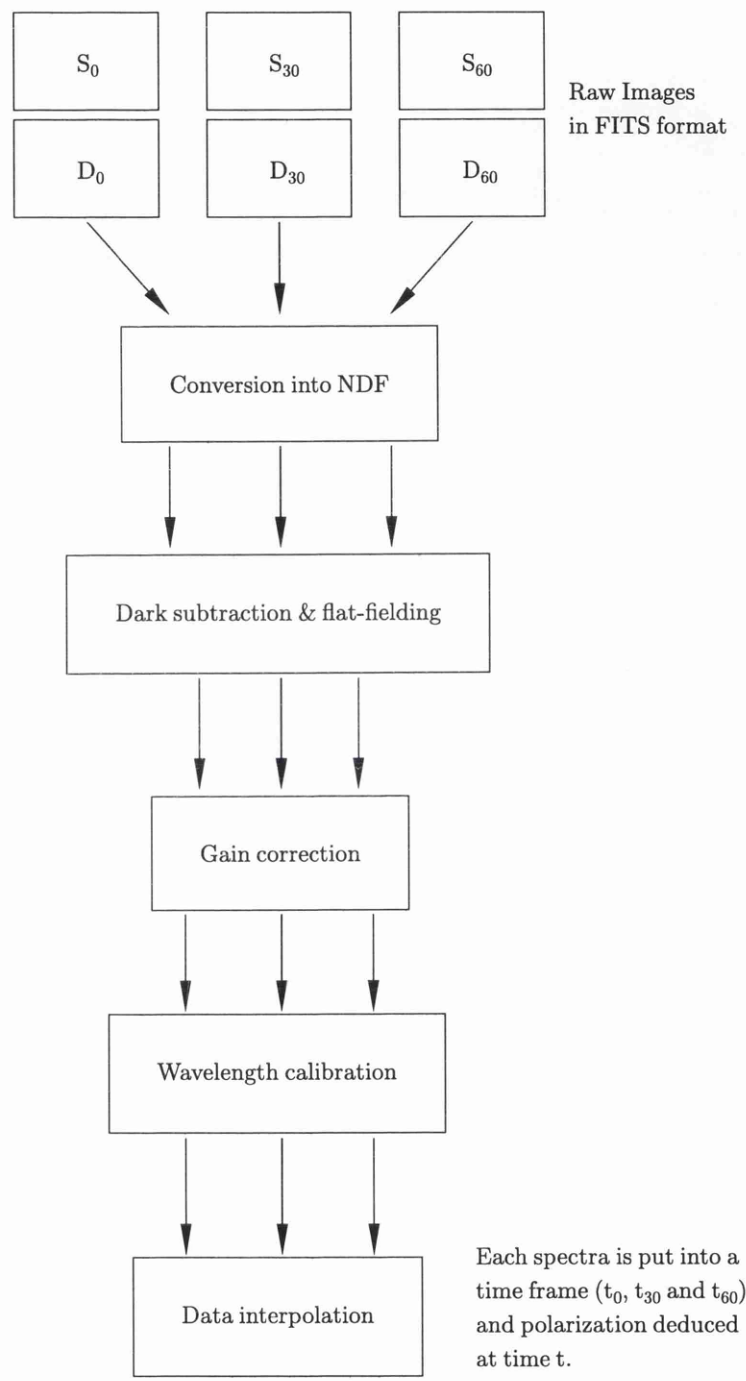 S₀ S₃₀ S₆₀
Raw Images
in FITS format
D₀ D₃₀ D₆₀
Conversion into NDF
Dark subtraction & flat-fielding
Gain correction
Wavelength calibration
Data interpolation
Each spectra is put into a
time frame (t₀, t₃₀ and t₆₀)
and polarization deduced
at time t.